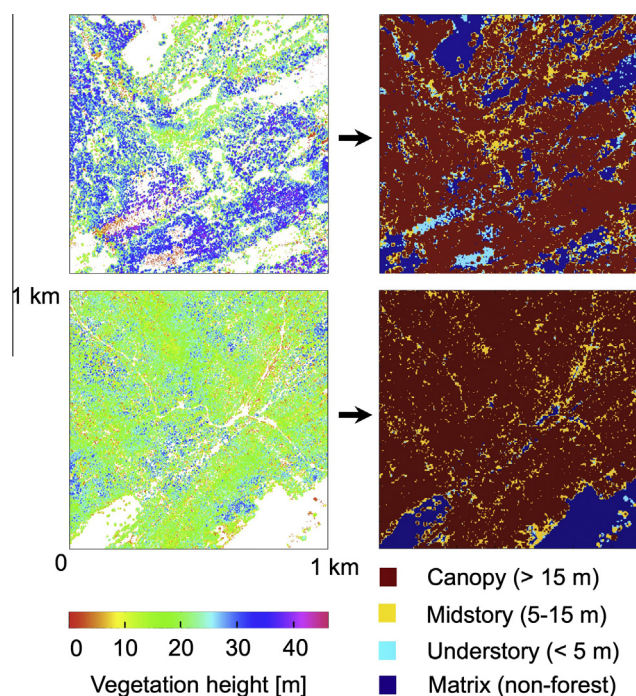 1 km
0
1 km
0 10 20 30 40
Vegetation height [m]
Canopy (> 15 m)
Midstory (5-15 m)
Understory (< 5 m)
Matrix (non-forest)